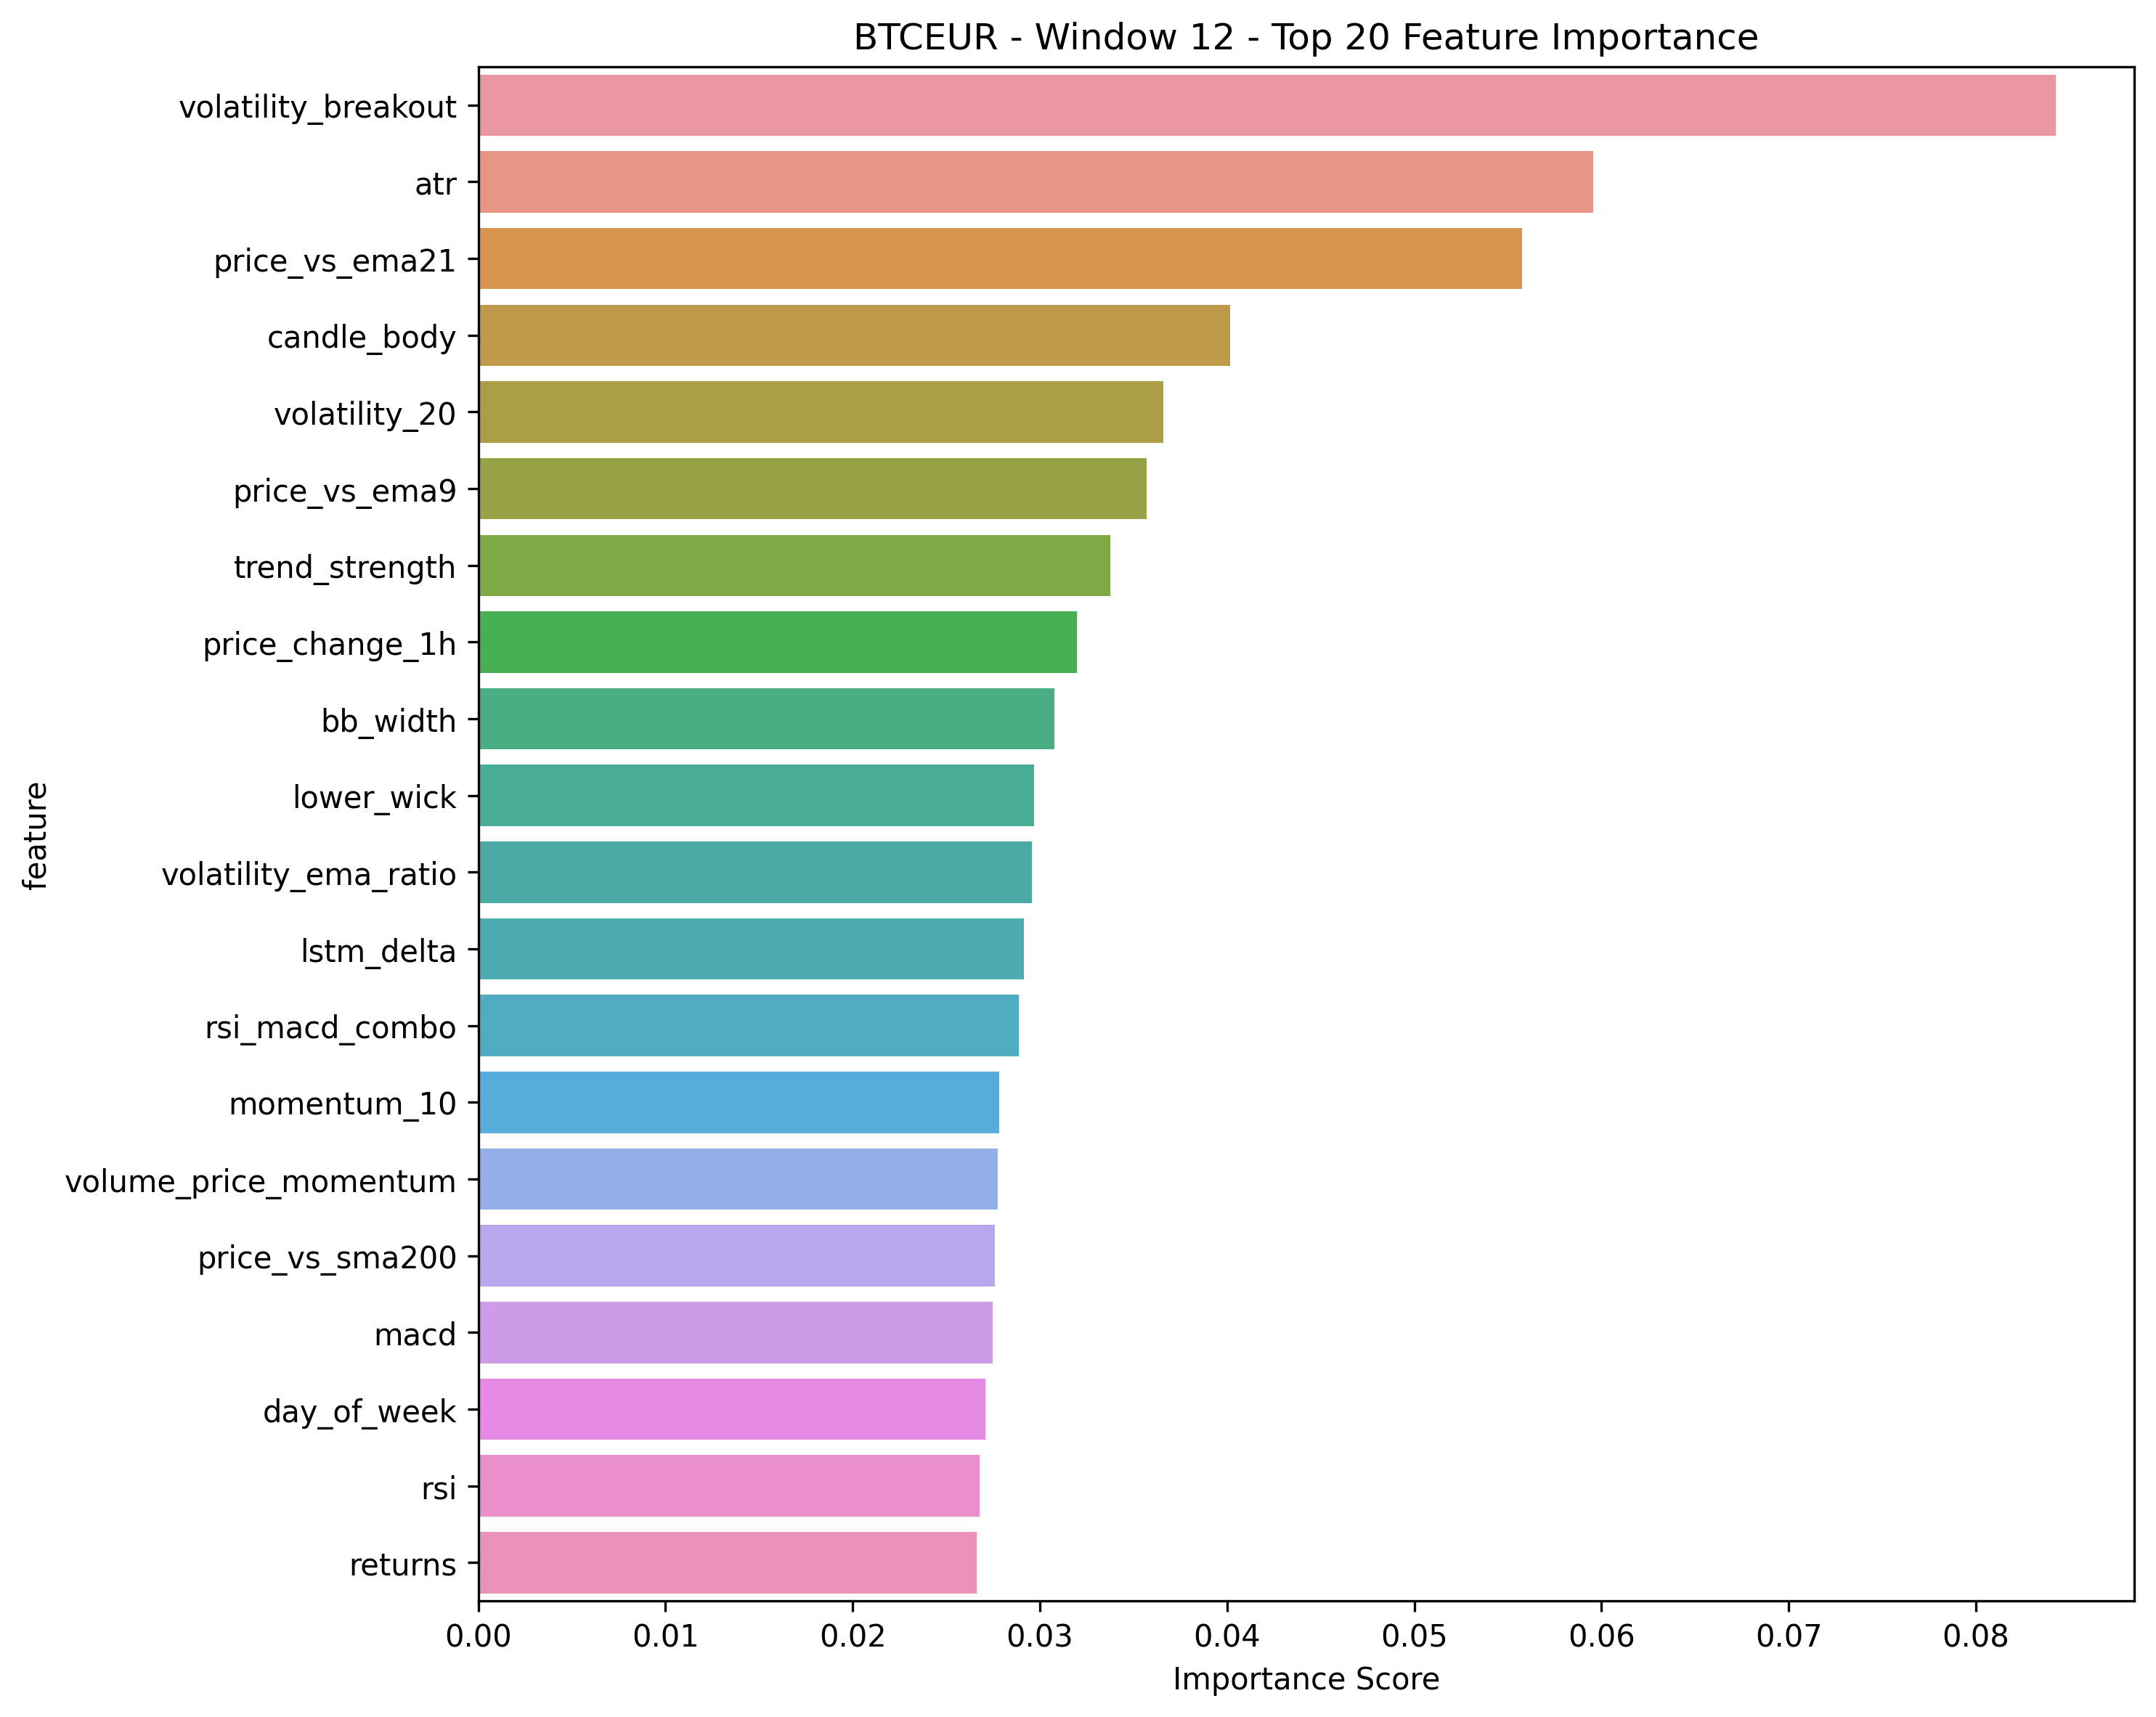 BTCEUR - Window 12 - Top 20 Feature Importance
volatility_breakout
atr
price_vs_ema21
candle_body
volatility_20
price_vs_ema9
trend_strength
price_change_1h
bb_width
lower_wick
volatility_ema_ratio
lstm_delta
rsi_macd_combo
momentum_10
volume_price_momentum
price_vs_sma200
macd
day_of_week
rsi
returns
feature
0.00 0.01 0.02 0.03 0.04 0.05 0.06 0.07 0.08
Importance Score